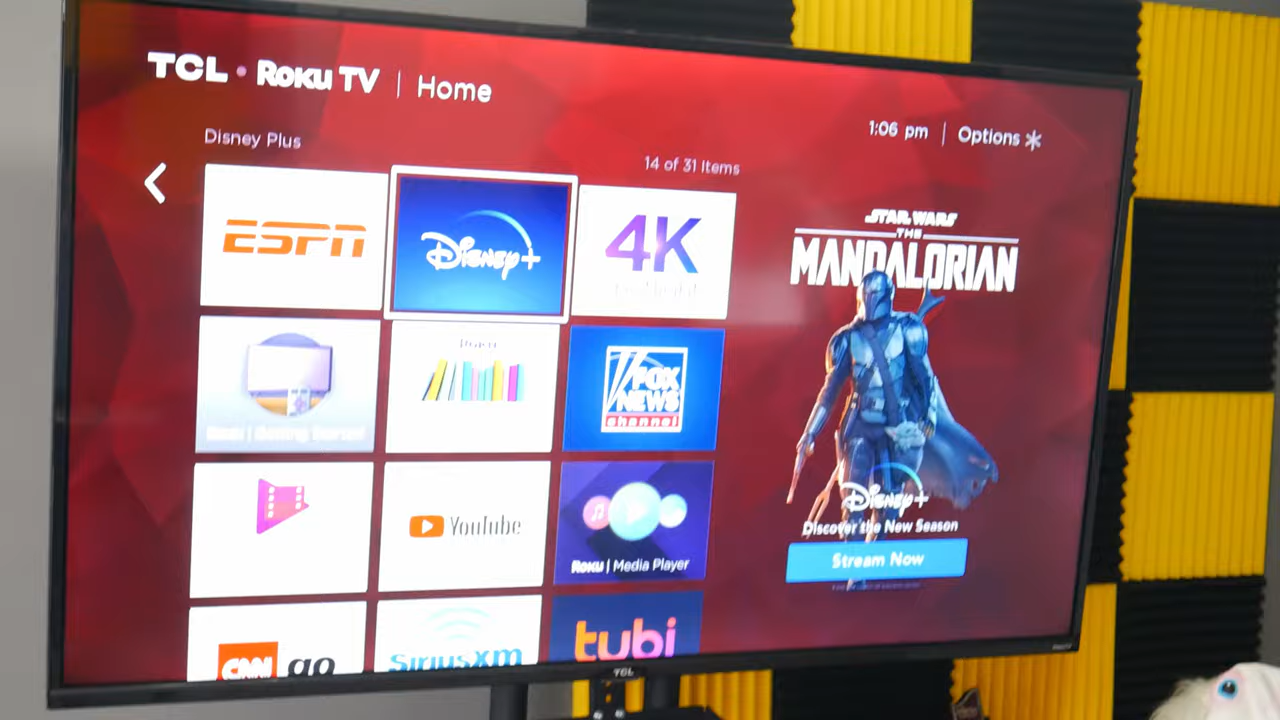 TCL • Roku TV | Home
1:06 pm | Options
Disney Plus
14 of 31 Items
ESPN
Disney+
4K
STAR WARS
THE
MANDALORIAN
FOX
NEWS
channel
YouTube
Roku | Media Player
Disney+
Discover the New Season
Stream Now
CNN go
SiriusXM
tubi
TCL